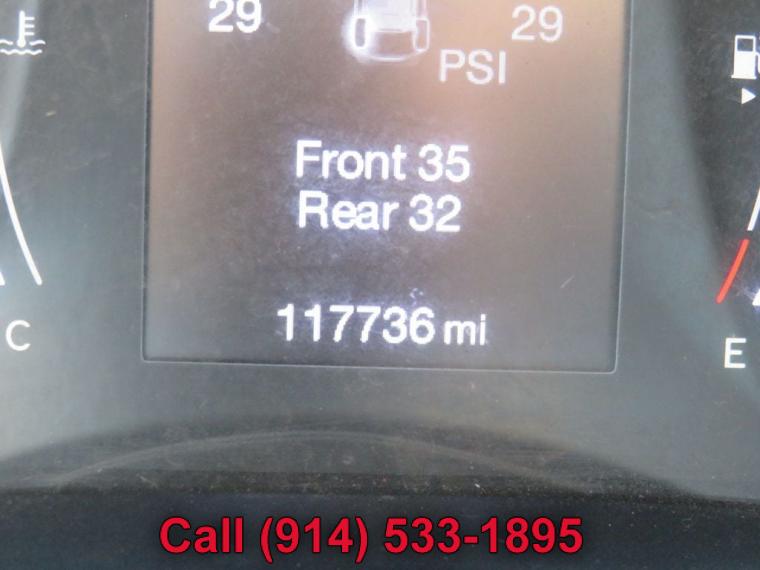 29 29
PSI
Front 35
Rear 32
117736 mi
C E
Call (914) 533-1895